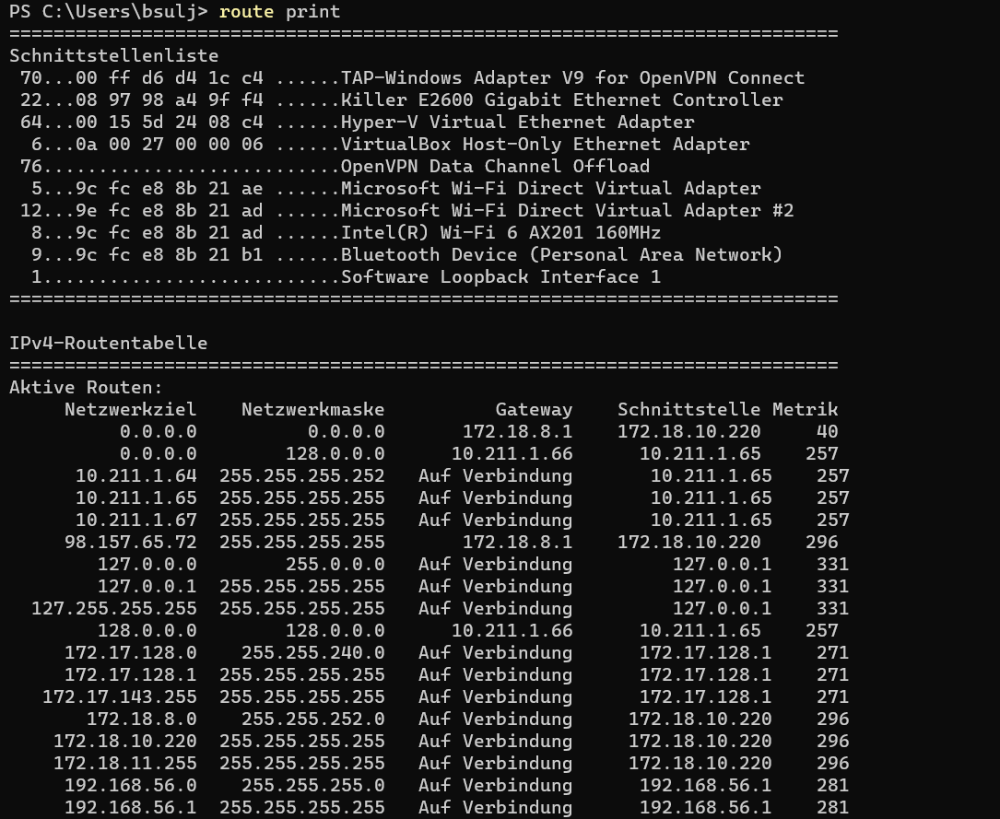 PS C:\Users\bsulj> route print
===========================================================================
Schnittstellenliste
 70...00 ff d6 d4 1c c4 ......TAP-Windows Adapter V9 for OpenVPN Connect
 22...08 97 98 a4 9f f4 ......Killer E2600 Gigabit Ethernet Controller
 64...00 15 5d 24 08 c4 ......Hyper-V Virtual Ethernet Adapter
  6...0a 00 27 00 00 06 ......VirtualBox Host-Only Ethernet Adapter
 76...........................OpenVPN Data Channel Offload
  5...9c fc e8 8b 21 ae ......Microsoft Wi-Fi Direct Virtual Adapter
 12...9e fc e8 8b 21 ad ......Microsoft Wi-Fi Direct Virtual Adapter #2
  8...9c fc e8 8b 21 ad ......Intel(R) Wi-Fi 6 AX201 160MHz
  9...9c fc e8 8b 21 b1 ......Bluetooth Device (Personal Area Network)
  1...........................Software Loopback Interface 1
===========================================================================

IPv4-Routentabelle
===========================================================================
Aktive Routen:
     Netzwerkziel    Netzwerkmaske          Gateway    Schnittstelle Metrik
          0.0.0.0          0.0.0.0       172.18.8.1    172.18.10.220     40
          0.0.0.0        128.0.0.0      10.211.1.66      10.211.1.65    257
      10.211.1.64  255.255.255.252   Auf Verbindung       10.211.1.65    257
      10.211.1.65  255.255.255.255   Auf Verbindung       10.211.1.65    257
      10.211.1.67  255.255.255.255   Auf Verbindung       10.211.1.65    257
     98.157.65.72  255.255.255.255       172.18.8.1    172.18.10.220    296
        127.0.0.0        255.0.0.0   Auf Verbindung         127.0.0.1    331
        127.0.0.1  255.255.255.255   Auf Verbindung         127.0.0.1    331
  127.255.255.255  255.255.255.255   Auf Verbindung         127.0.0.1    331
        128.0.0.0        128.0.0.0      10.211.1.66      10.211.1.65    257
     172.17.128.0    255.255.240.0   Auf Verbindung      172.17.128.1    271
     172.17.128.1  255.255.255.255   Auf Verbindung      172.17.128.1    271
   172.17.143.255  255.255.255.255   Auf Verbindung      172.17.128.1    271
       172.18.8.0    255.255.252.0   Auf Verbindung     172.18.10.220    296
    172.18.10.220  255.255.255.255   Auf Verbindung     172.18.10.220    296
    172.18.11.255  255.255.255.255   Auf Verbindung     172.18.10.220    296
     192.168.56.0    255.255.255.0   Auf Verbindung      192.168.56.1    281
     192.168.56.1  255.255.255.255   Auf Verbindung      192.168.56.1    281